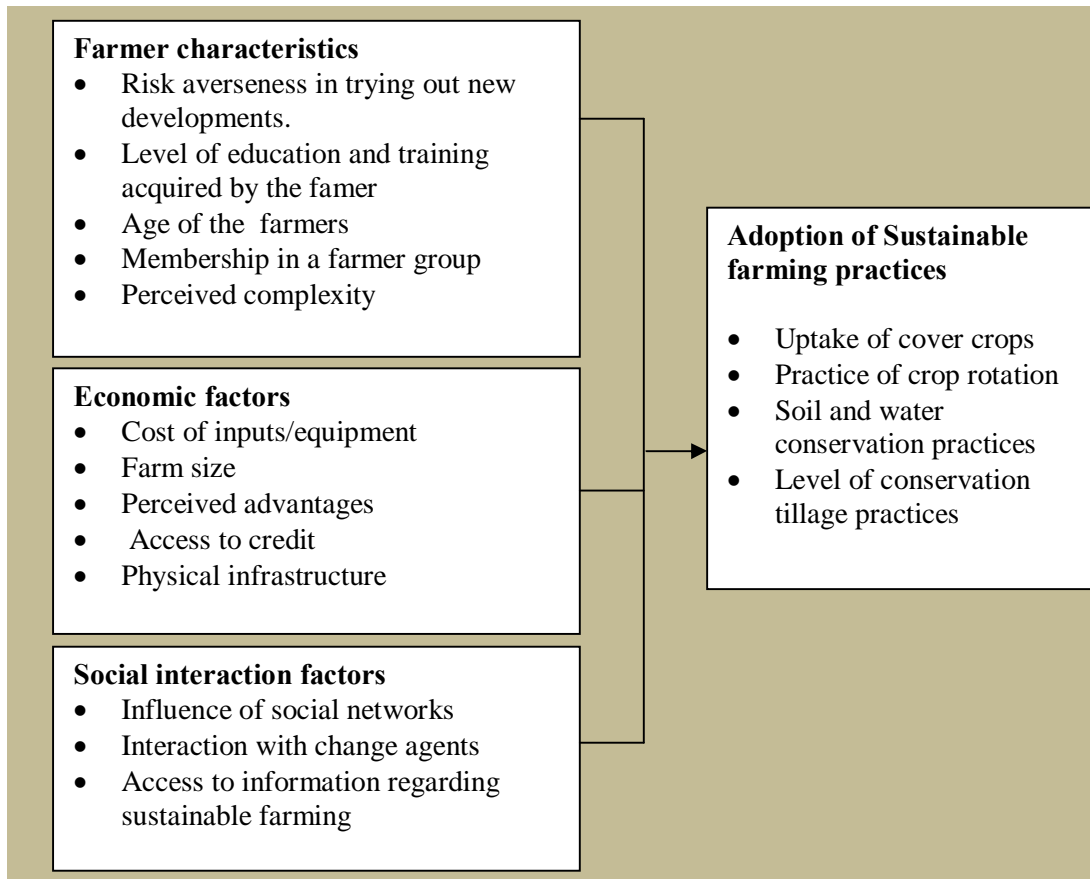 Farmer characteristics
• Risk averseness in trying out new
developments.
• Level of education and training
acquired by the famer
• Age of the  farmers
• Membership in a farmer group
• Perceived complexity
Economic factors
• Cost of inputs/equipment
• Farm size
• Perceived advantages
•  Access to credit
• Physical infrastructure
Social interaction factors
• Influence of social networks
• Interaction with change agents
• Access to information regarding
sustainable farming
Adoption of Sustainable
farming practices
• Uptake of cover crops
• Practice of crop rotation
• Soil and water
conservation practices
• Level of conservation
tillage practices